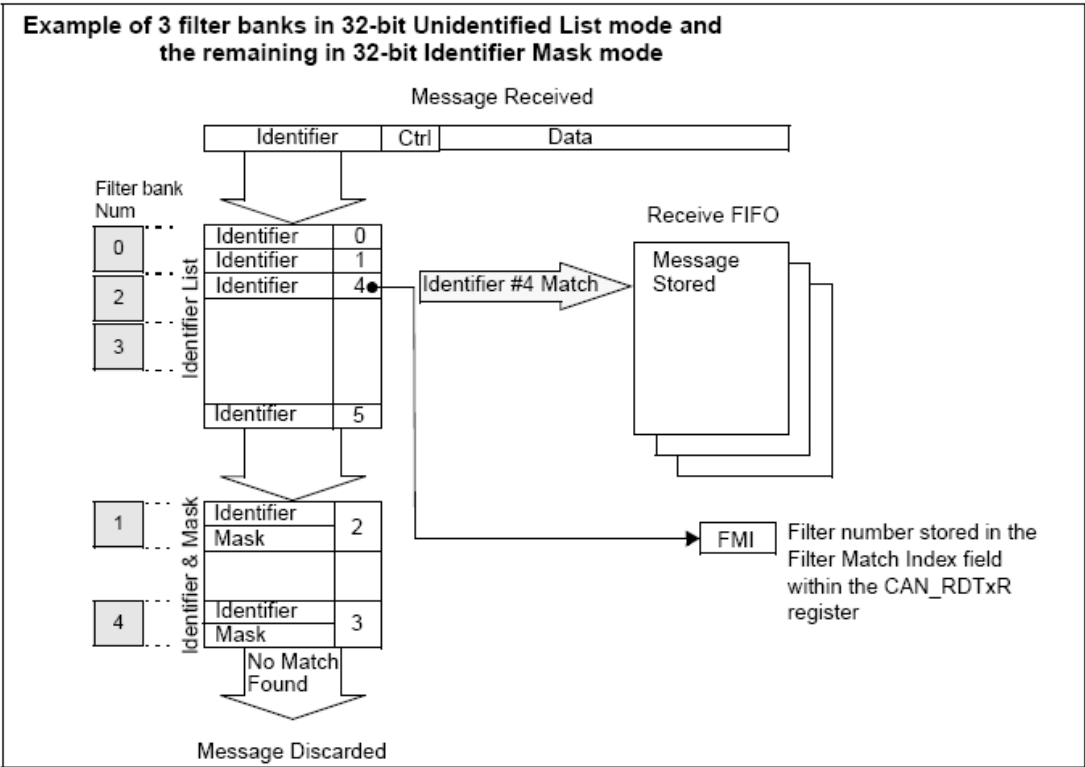 Example of 3 filter banks in 32-bit Unidentified List mode and
the remaining in 32-bit Identifier Mask mode
Message Received
Identifier Ctrl Data
Filter bank
Num
0
2
3
Identifier List
Identifier 0
Identifier 1
Identifier 4
Identifier 5
Identifier #4 Match
Receive FIFO
Message
Stored
1
4
Identifier & Mask
Identifier
Mask
2
Identifier
Mask
3
FMI
Filter number stored in the
Filter Match Index field
within the CAN_RDTxR
register
No Match
Found
Message Discarded